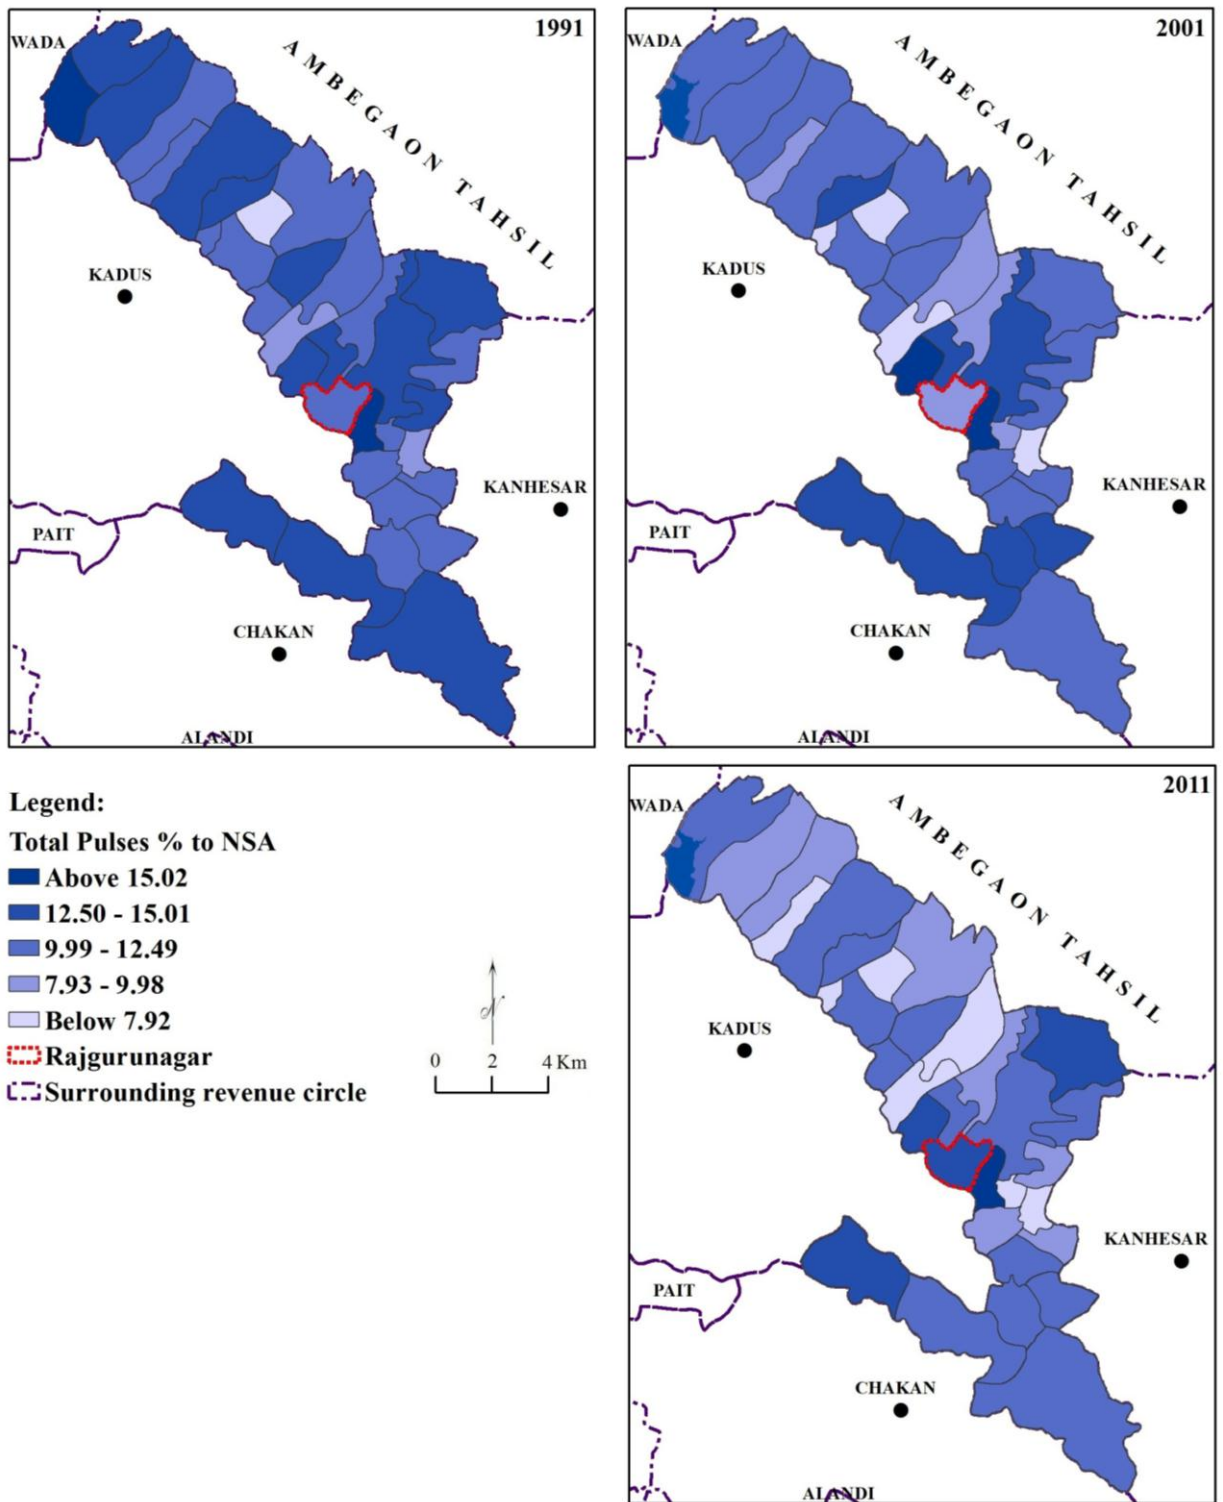 1991
WADA
AMBEGAON TAHSIL
KADUS
KANHESAR
PAIT
CHAKAN
ALANDI
2001
WADA
AMBEGAON TAHSIL
KADUS
KANHESAR
PAIT
CHAKAN
ALANDI
Legend:
Total Pulses % to NSA
Above 15.02
12.50 - 15.01
9.99 - 12.49
7.93 - 9.98
Below 7.92
Rajgurunagar
Surrounding revenue circle
N
0 2 4 Km
2011
WADA
AMBEGAON TAHSIL
KADUS
KANHESAR
PAIT
CHAKAN
ALANDI